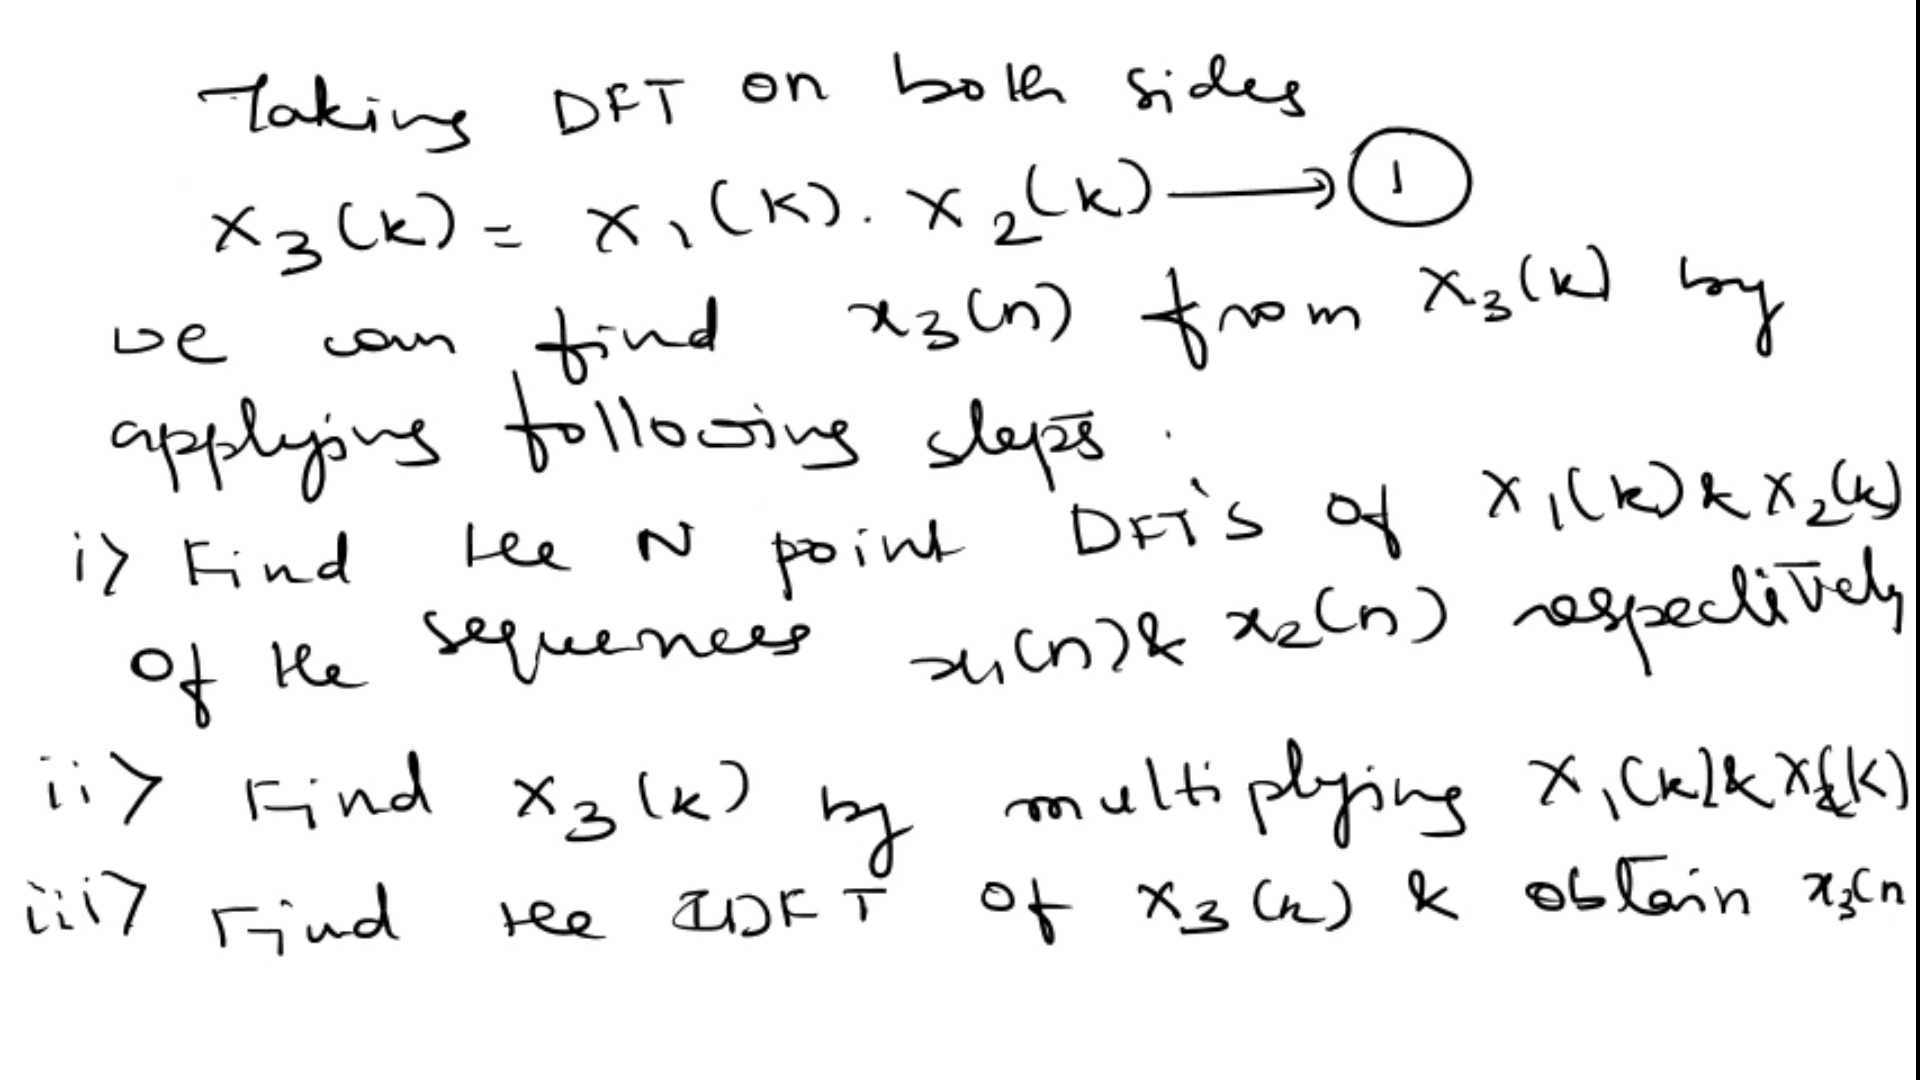 Taking DFT on both sides
X3(k) = X1(k). X2(k) → 1
we can find x3(n) from X3(k) by
applying following steps.
i> Find the N point DFT's of X1(k) & X2(k)
of the sequences x1(n) & x2(n) respectively
ii> Find X3(k) by multiplying X1(k) & X2(k)
iii> Find the IDFT of X3(k) & obtain x3(n